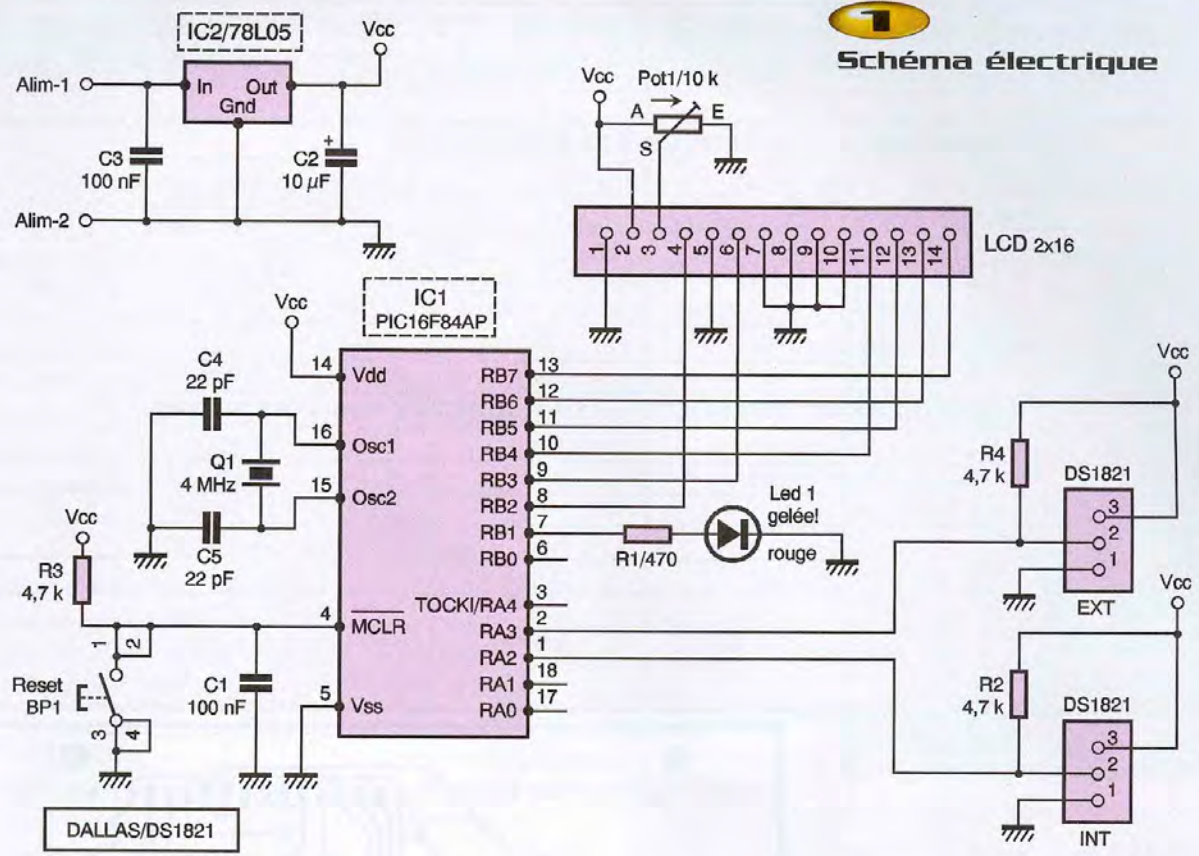 1
Schéma électrique
IC2/78L05
Vcc
Alim-1
In
Out
Gnd
C3
100 nF
+
C2
10 µF
Alim-2
Vcc
Pot1/10 k
A
E
S
1
2
3
4
5
6
7
8
9
10
11
12
13
14
LCD 2x16
Vcc
IC1
PIC16F84AP
C4
22 pF
Q1
4 MHz
C5
22 pF
14
Vdd
16
Osc1
15
Osc2
4
MCLR
5
Vss
RB7
13
RB6
12
RB5
11
RB4
10
RB3
9
RB2
8
RB1
7
RB0
6
TOCKI/RA4
3
RA3
2
RA2
1
RA1
18
RA0
17
R1/470
Led 1
gelée!
rouge
Vcc
R3
4,7 k
1
2
Reset
BP1
3
4
C1
100 nF
Vcc
R4
4,7 k
DS1821
3
2
1
EXT
Vcc
R2
4,7 k
DS1821
3
2
1
INT
DALLAS/DS1821